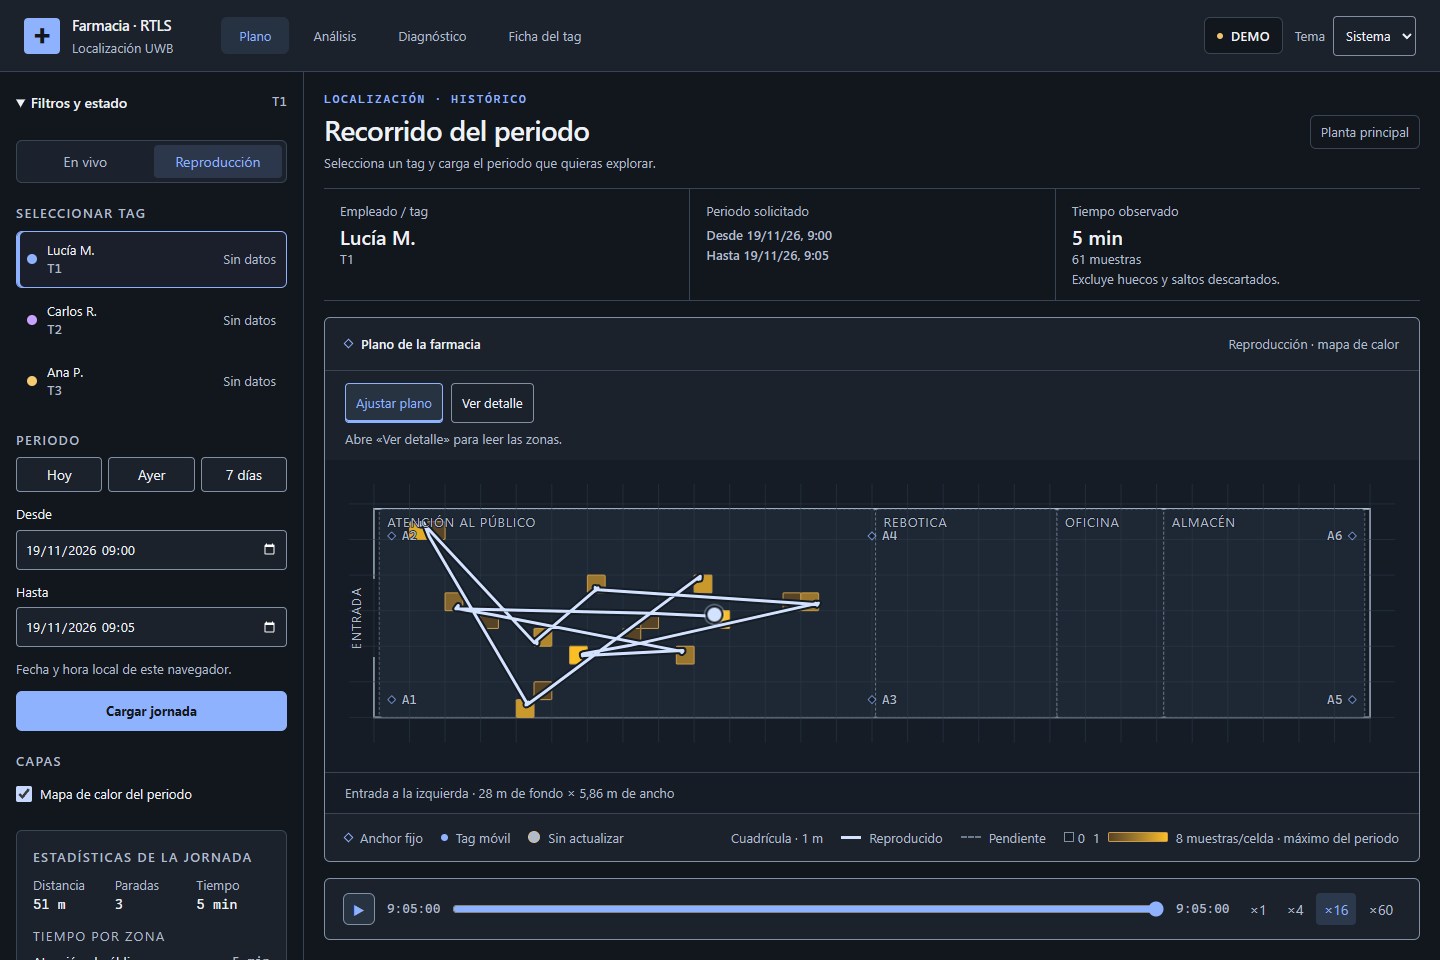 Farmacia · RTLS
Localización UWB
Plano
Análisis
Diagnóstico
Ficha del tag
DEMO
Tema
Sistema
▼ Filtros y estado
T1
En vivo
Reproducción
SELECCIONAR TAG
Lucía M.
T1
Sin datos
Carlos R.
T2
Sin datos
Ana P.
T3
Sin datos
PERIODO
Hoy
Ayer
7 días
Desde
19/11/2026 09:00
Hasta
19/11/2026 09:05
Fecha y hora local de este navegador.
Cargar jornada
CAPAS
Mapa de calor del periodo
ESTADÍSTICAS DE LA JORNADA
Distancia
Paradas
Tiempo
51 m
3
5 min
TIEMPO POR ZONA
LOCALIZACIÓN · HISTÓRICO
Recorrido del periodo
Selecciona un tag y carga el periodo que quieras explorar.
Planta principal
Empleado / tag
Lucía M.
T1
Periodo solicitado
Desde 19/11/26, 9:00
Hasta 19/11/26, 9:05
Tiempo observado
5 min
61 muestras
Excluye huecos y saltos descartados.
Plano de la farmacia
Reproducción · mapa de calor
Ajustar plano
Ver detalle
Abre «Ver detalle» para leer las zonas.
ATENCIÓN AL PÚBLICO
REBOTICA
OFICINA
ALMACÉN
A2
A4
A6
ENTRADA
A1
A3
A5
Entrada a la izquierda · 28 m de fondo × 5,86 m de ancho
Anchor fijo
Tag móvil
Sin actualizar
Cuadrícula · 1 m
Reproducido
Pendiente
0
1
8 muestras/celda · máximo del periodo
9:05:00
9:05:00
×1
×4
×16
×60